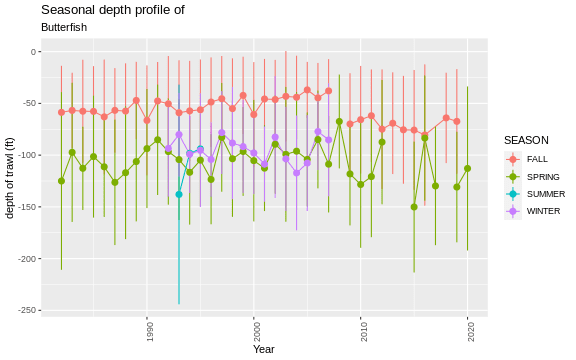 Seasonal depth profile of
Butterfish
depth of trawl (ft)
0
-50
-100
-150
-200
-250
1990
2000
2010
2020
Year
SEASON
FALL
SPRING
SUMMER
WINTER